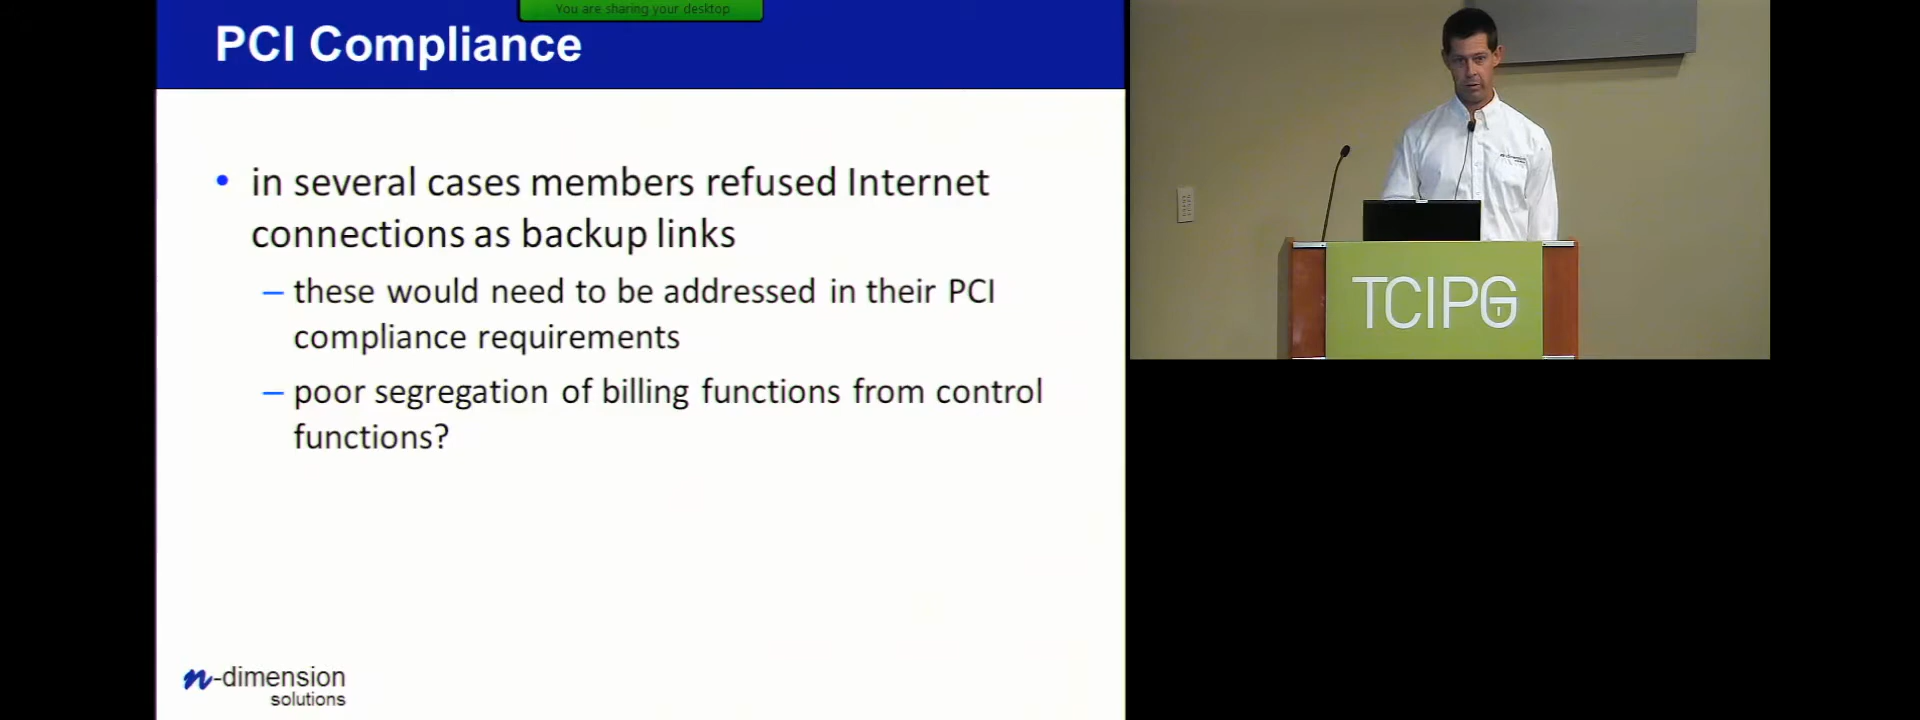 You are sharing your desktop
PCI Compliance
• in several cases members refused Internet
connections as backup links
– these would need to be addressed in their PCI
compliance requirements
– poor segregation of billing functions from control
functions?
n-dimension
solutions
n-dimension
TCIPG